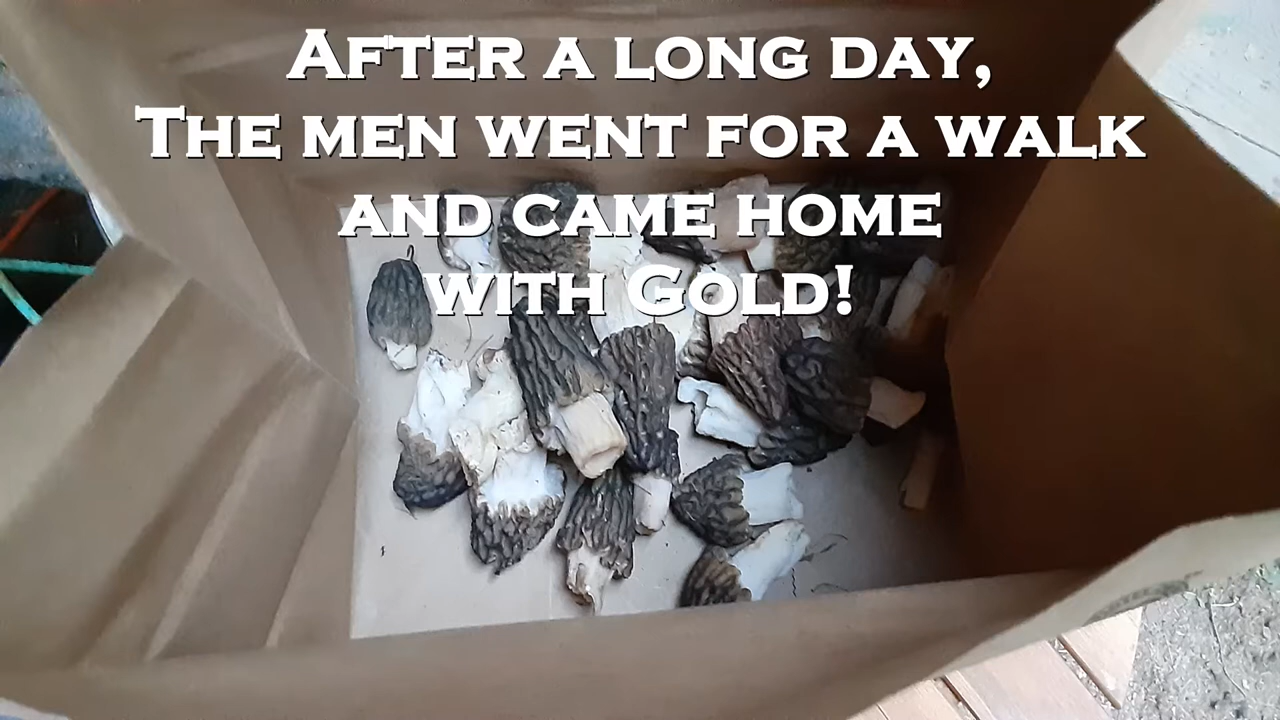 After a long day,
The men went for a walk
and came home
with Gold!